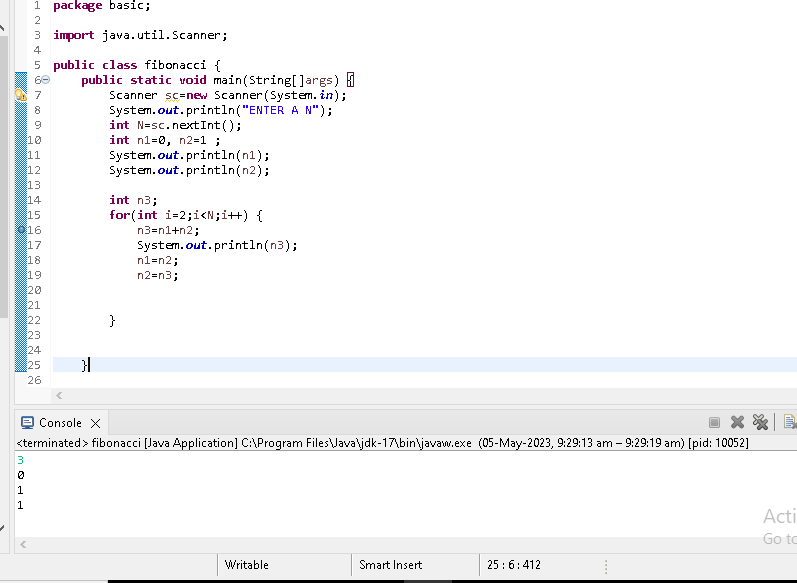 1 package basic;
2
3 import java.util.Scanner;
4
5 public class fibonacci {
6 public static void main(String[]args) {
7 Scanner sc=new Scanner(System.in);
8 System.out.println("ENTER A N");
9 int N=sc.nextInt();
10 int n1=0, n2=1 ;
11 System.out.println(n1);
12 System.out.println(n2);
13
14 int n3;
15 for(int i=2;i<N;i++) {
16 n3=n1+n2;
17 System.out.println(n3);
18 n1=n2;
19 n2=n3;
20
21
22 }
23
24
25 }
26
Console
<terminated> fibonacci [Java Application] C:\Program Files\Java\jdk-17\bin\javaw.exe (05-May-2023, 9:29:13 am – 9:29:19 am) [pid: 10052]
3
0
1
1
Acti
Go to
Writable Smart Insert 25 : 6 : 412